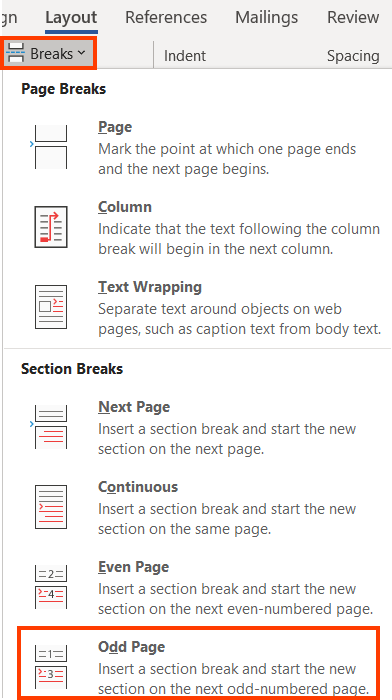 gn Layout References Mailings Review
Breaks Indent Spacing
Page Breaks
Page
Mark the point at which one page ends
and the next page begins.
Column
Indicate that the text following the column
break will begin in the next column.
Text Wrapping
Separate text around objects on web
pages, such as caption text from body text.
Section Breaks
Next Page
Insert a section break and start the new
section on the next page.
Continuous
Insert a section break and start the new
section on the same page.
Even Page
=2=
=4=
Insert a section break and start the new
section on the next even-numbered page.
Odd Page
=1=
=3=
Insert a section break and start the new
section on the next odd-numbered page.